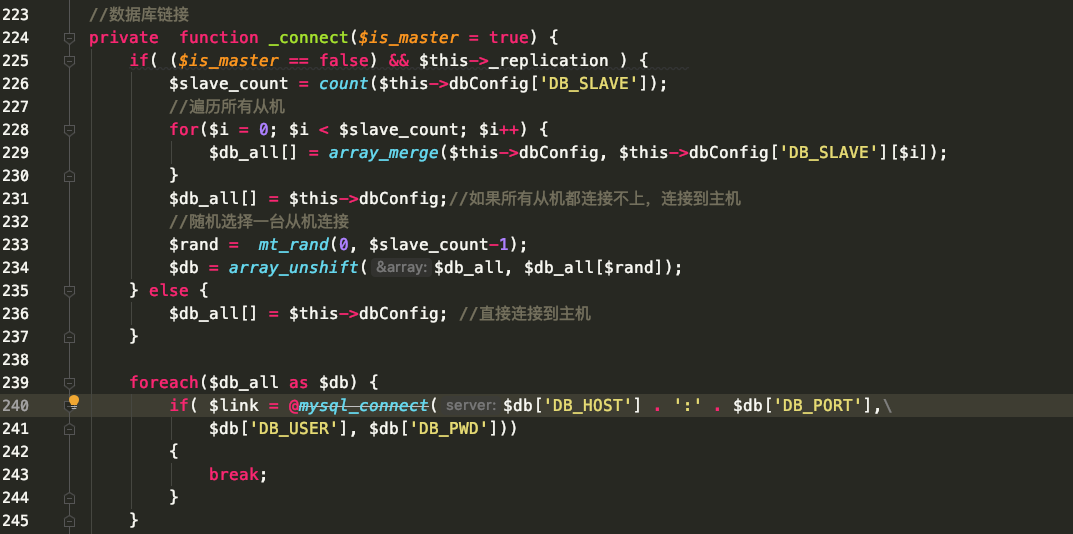 223 //数据库链接
224 private  function _connect($is_master = true) {
225 if( ($is_master == false) && $this->_replication ) {
226 $slave_count = count($this->dbConfig['DB_SLAVE']);
227 //遍历所有从机
228 for($i = 0; $i < $slave_count; $i++) {
229 $db_all[] = array_merge($this->dbConfig, $this->dbConfig['DB_SLAVE'][$i]);
230 }
231 $db_all[] = $this->dbConfig;//如果所有从机都连接不上，连接到主机
232 //随机选择一台从机连接
233 $rand =  mt_rand(0, $slave_count-1);
234 $db = array_unshift( &array: $db_all, $db_all[$rand]);
235 } else {
236 $db_all[] = $this->dbConfig; //直接连接到主机
237 }
238
239 foreach($db_all as $db) {
240 if( $link = @mysql_connect( server: $db['DB_HOST'] . ':' . $db['DB_PORT'],\
241 $db['DB_USER'], $db['DB_PWD']))
242 {
243 break;
244 }
245 }